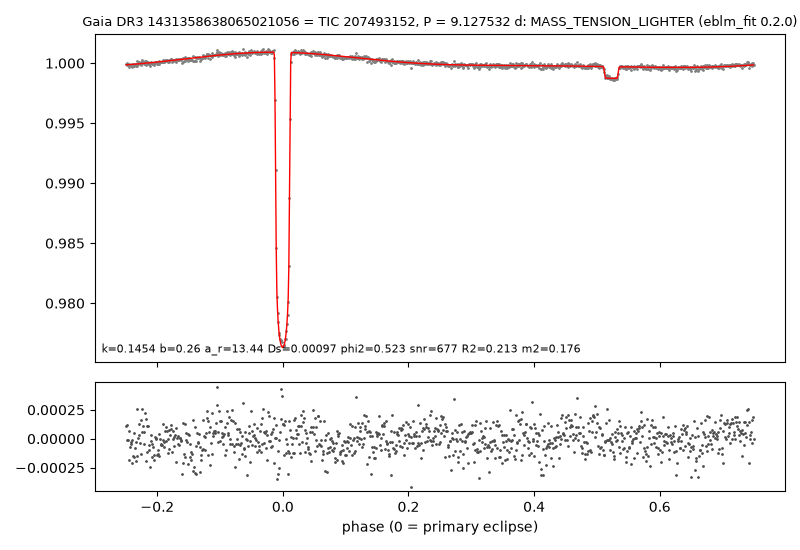 Gaia DR3 1431358638065021056 = TIC 207493152, P = 9.127532 d: MASS_TENSION_LIGHTER (eblm_fit 0.2.0)
1.000
0.995
0.990
0.985
0.980
k=0.1454 b=0.26 a_r=13.44 Ds=0.00097 phi2=0.523 snr=677 R2=0.213 m2=0.176
0.00025
0.00000
−0.00025
−0.2 0.0 0.2 0.4 0.6
phase (0 = primary eclipse)